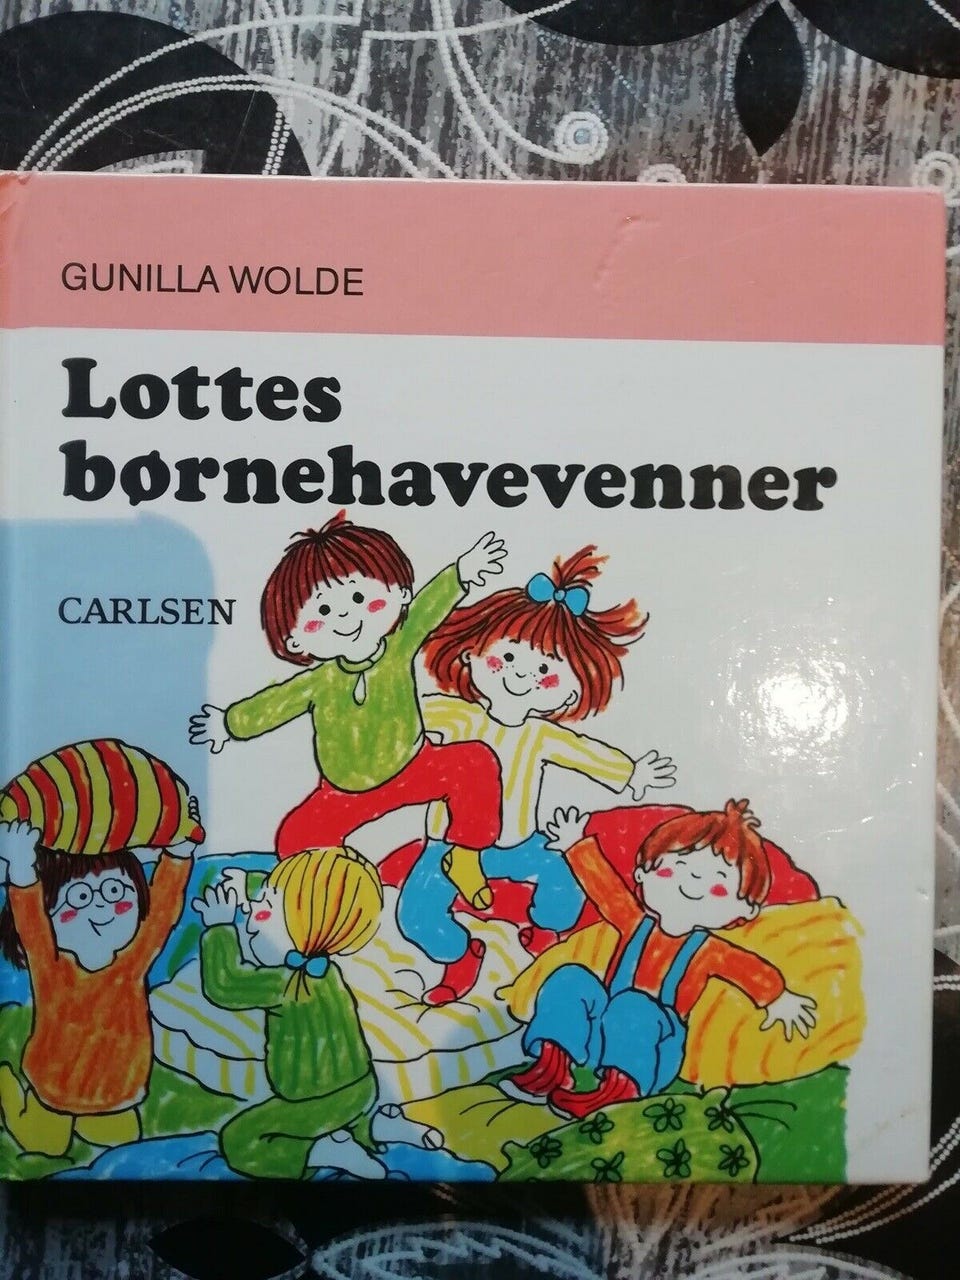 GUNILLA WOLDE
Lottes
børnehavevenner
CARLSEN